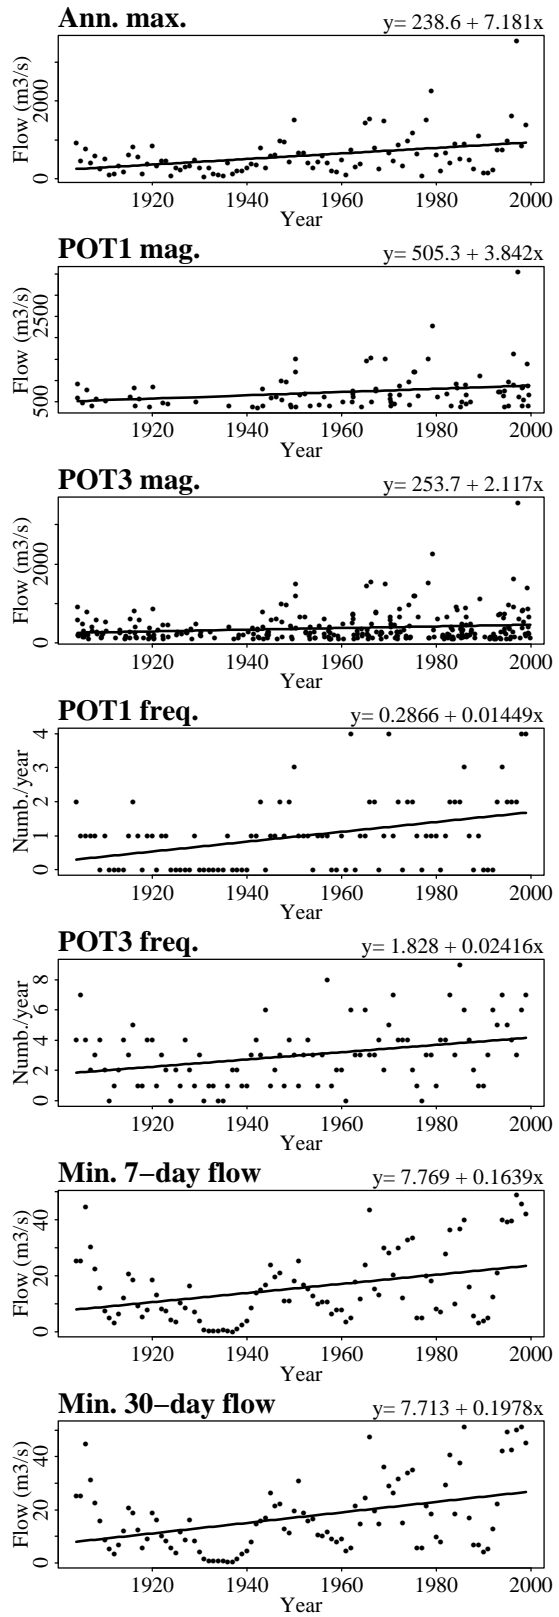 Ann. max. y= 238.6 + 7.181x
Flow (m3/s)
0 2000
1920 1940 1960 1980 2000
Year
POT1 mag. y= 505.3 + 3.842x
Flow (m3/s)
500 2500
1920 1940 1960 1980 2000
Year
POT3 mag. y= 253.7 + 2.117x
Flow (m3/s)
0 2000
1920 1940 1960 1980 2000
Year
POT1 freq. y= 0.2866 + 0.01449x
Numb./year
0 1 2 3 4
1920 1940 1960 1980 2000
Year
POT3 freq. y= 1.828 + 0.02416x
Numb./year
0 2 4 6 8
1920 1940 1960 1980 2000
Year
Min. 7−day flow y= 7.769 + 0.1639x
Flow (m3/s)
0 20 40
1920 1940 1960 1980 2000
Year
Min. 30−day flow y= 7.713 + 0.1978x
Flow (m3/s)
0 20 40
1920 1940 1960 1980 2000
Year